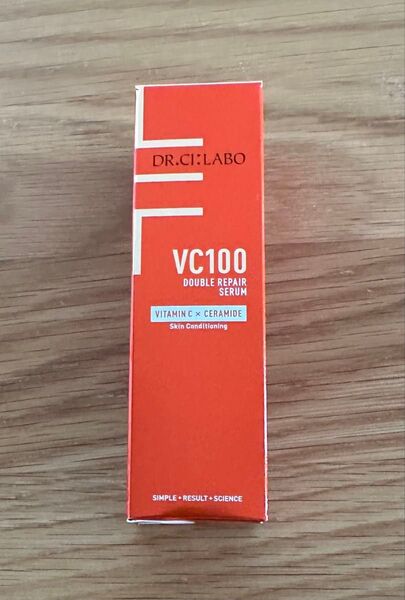 DR.CI:LABO
VC100
DOUBLE REPAIR
SERUM
VITAMIN C × CERAMIDE
Skin Conditioning
SIMPLE + RESULT + SCIENCE